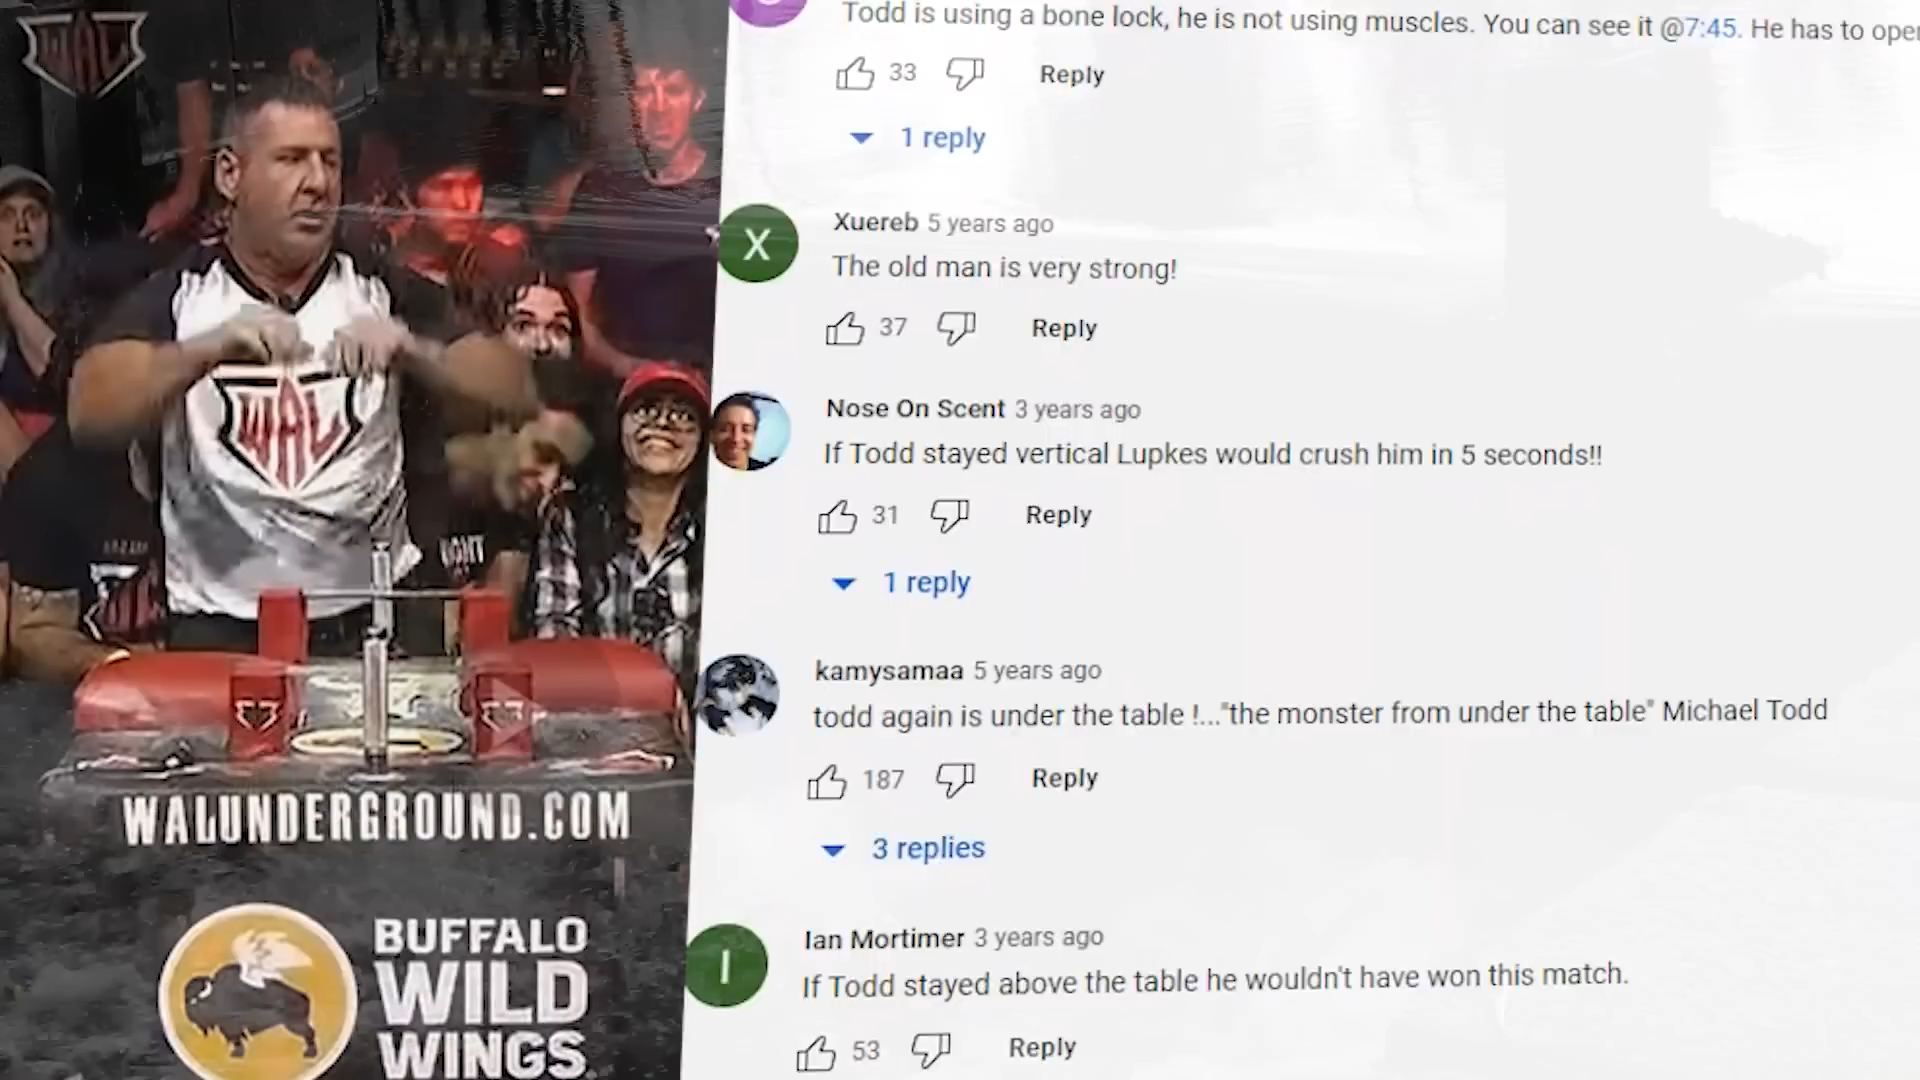 WAL
Todd is using a bone lock, he is not using muscles. You can see it @7:45. He has to open
33 Reply
1 reply
X
Xuereb 5 years ago
The old man is very strong!
37 Reply
WAL
Nose On Scent 3 years ago
If Todd stayed vertical Lupkes would crush him in 5 seconds!!
31 Reply
1 reply
kamysamaa 5 years ago
todd again is under the table !..."the monster from under the table" Michael Todd
187 Reply
3 replies
WALUNDERGROUND.COM
I
Ian Mortimer 3 years ago
If Todd stayed above the table he wouldn't have won this match.
53 Reply
BUFFALO
WILD
WINGS